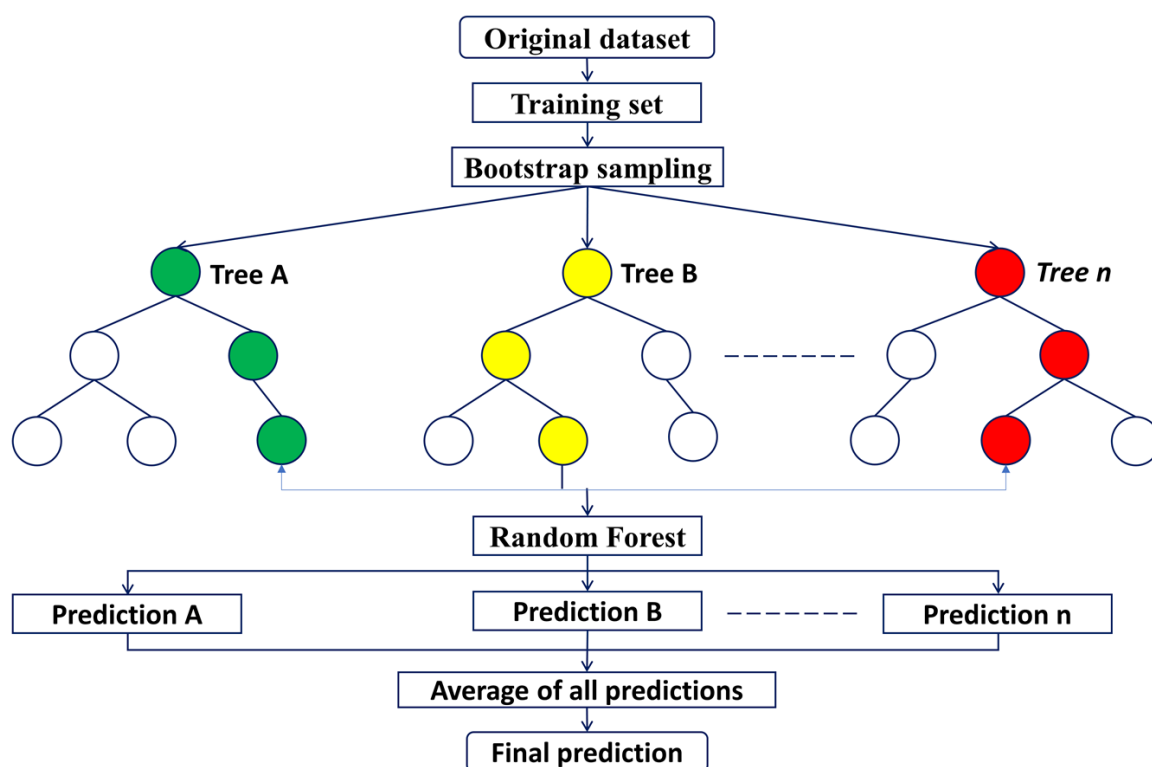 Original dataset
Training set
Bootstrap sampling
Tree A
Tree B
Tree n
Random Forest
Prediction A
Prediction B
Prediction n
Average of all predictions
Final prediction